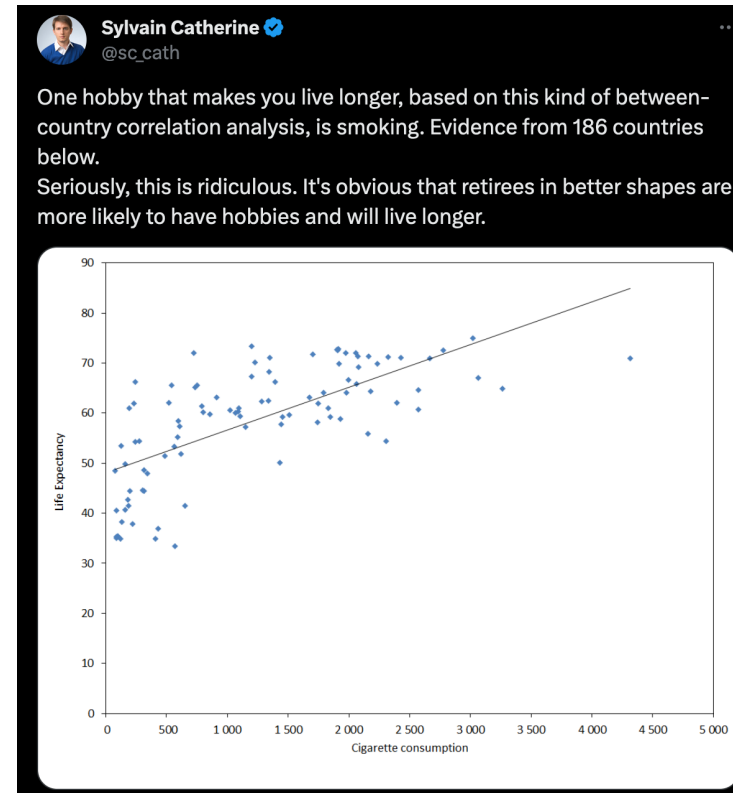 Sylvain Catherine
@sc_cath
One hobby that makes you live longer, based on this kind of between-
country correlation analysis, is smoking. Evidence from 186 countries
below.
Seriously, this is ridiculous. It's obvious that retirees in better shapes are
more likely to have hobbies and will live longer.
90
80
70
60
50
40
30
20
10
0
Life Expectancy
0 500 1 000 1 500 2 000 2 500 3 000 3 500 4 000 4 500 5 000
Cigarette consumption